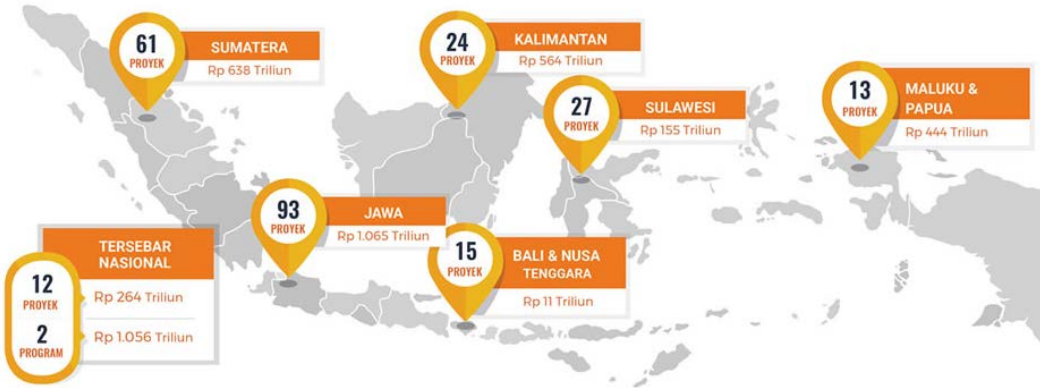 61
PROYEK
SUMATERA
Rp 638 Triliun
24
PROYEK
KALIMANTAN
Rp 564 Triliun
27
PROYEK
SULAWESI
Rp 155 Triliun
13
PROYEK
MALUKU &
PAPUA
Rp 444 Triliun
93
PROYEK
JAWA
Rp 1.065 Triliun
15
PROYEK
BALI & NUSA
TENGGARA
Rp 11 Triliun
TERSEBAR
NASIONAL
12
PROYEK
Rp 264 Triliun
2
PROGRAM
Rp 1.056 Triliun